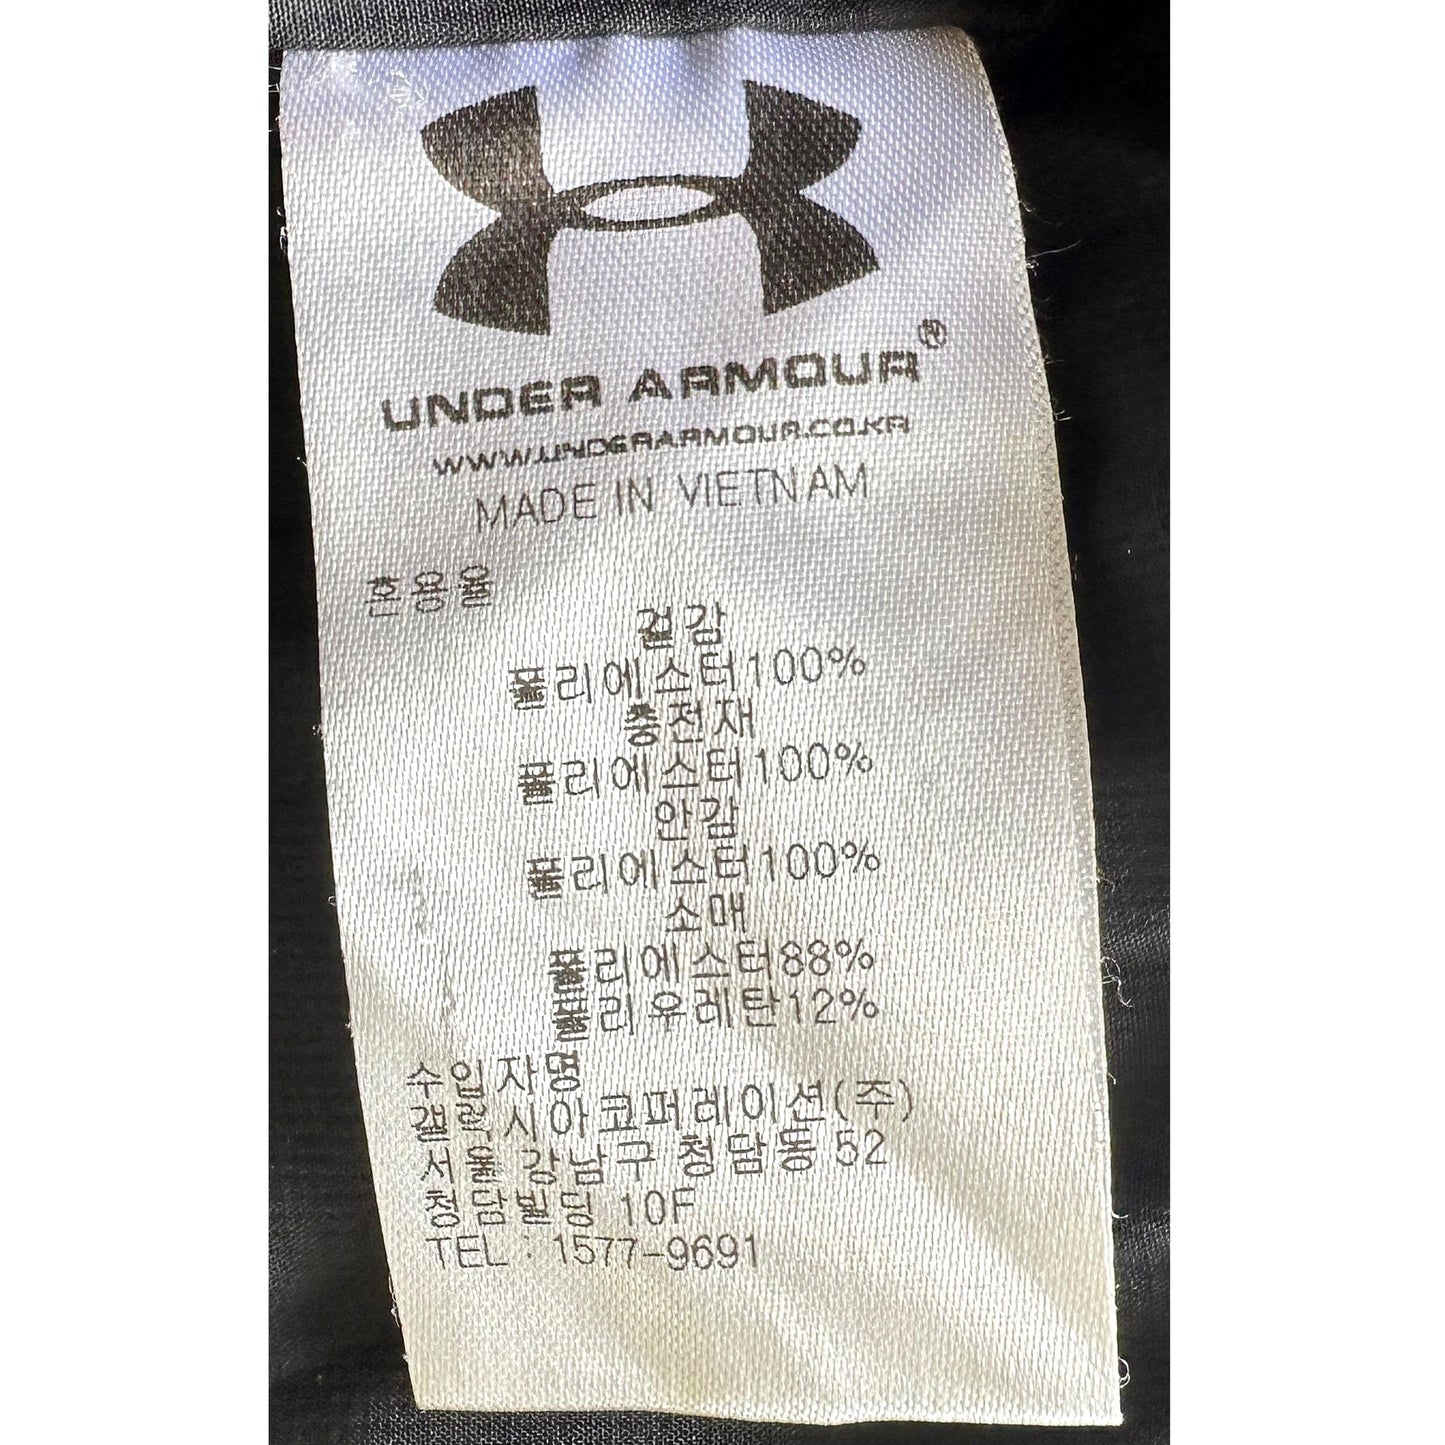 UNDER ARMOUR®
WWW.UNDERARMOUR.CO.KR
MADE IN VIETNAM
혼용율
겉감
폴리에스터100%
충전재
폴리에스터100%
안감
폴리에스터100%
소매
폴리에스터88%
폴리우레탄12%
수입자명
갤럭시아코퍼레이션(주)
서울 강남구 청담동 52
청담빌딩 10F
TEL : 1577-9691